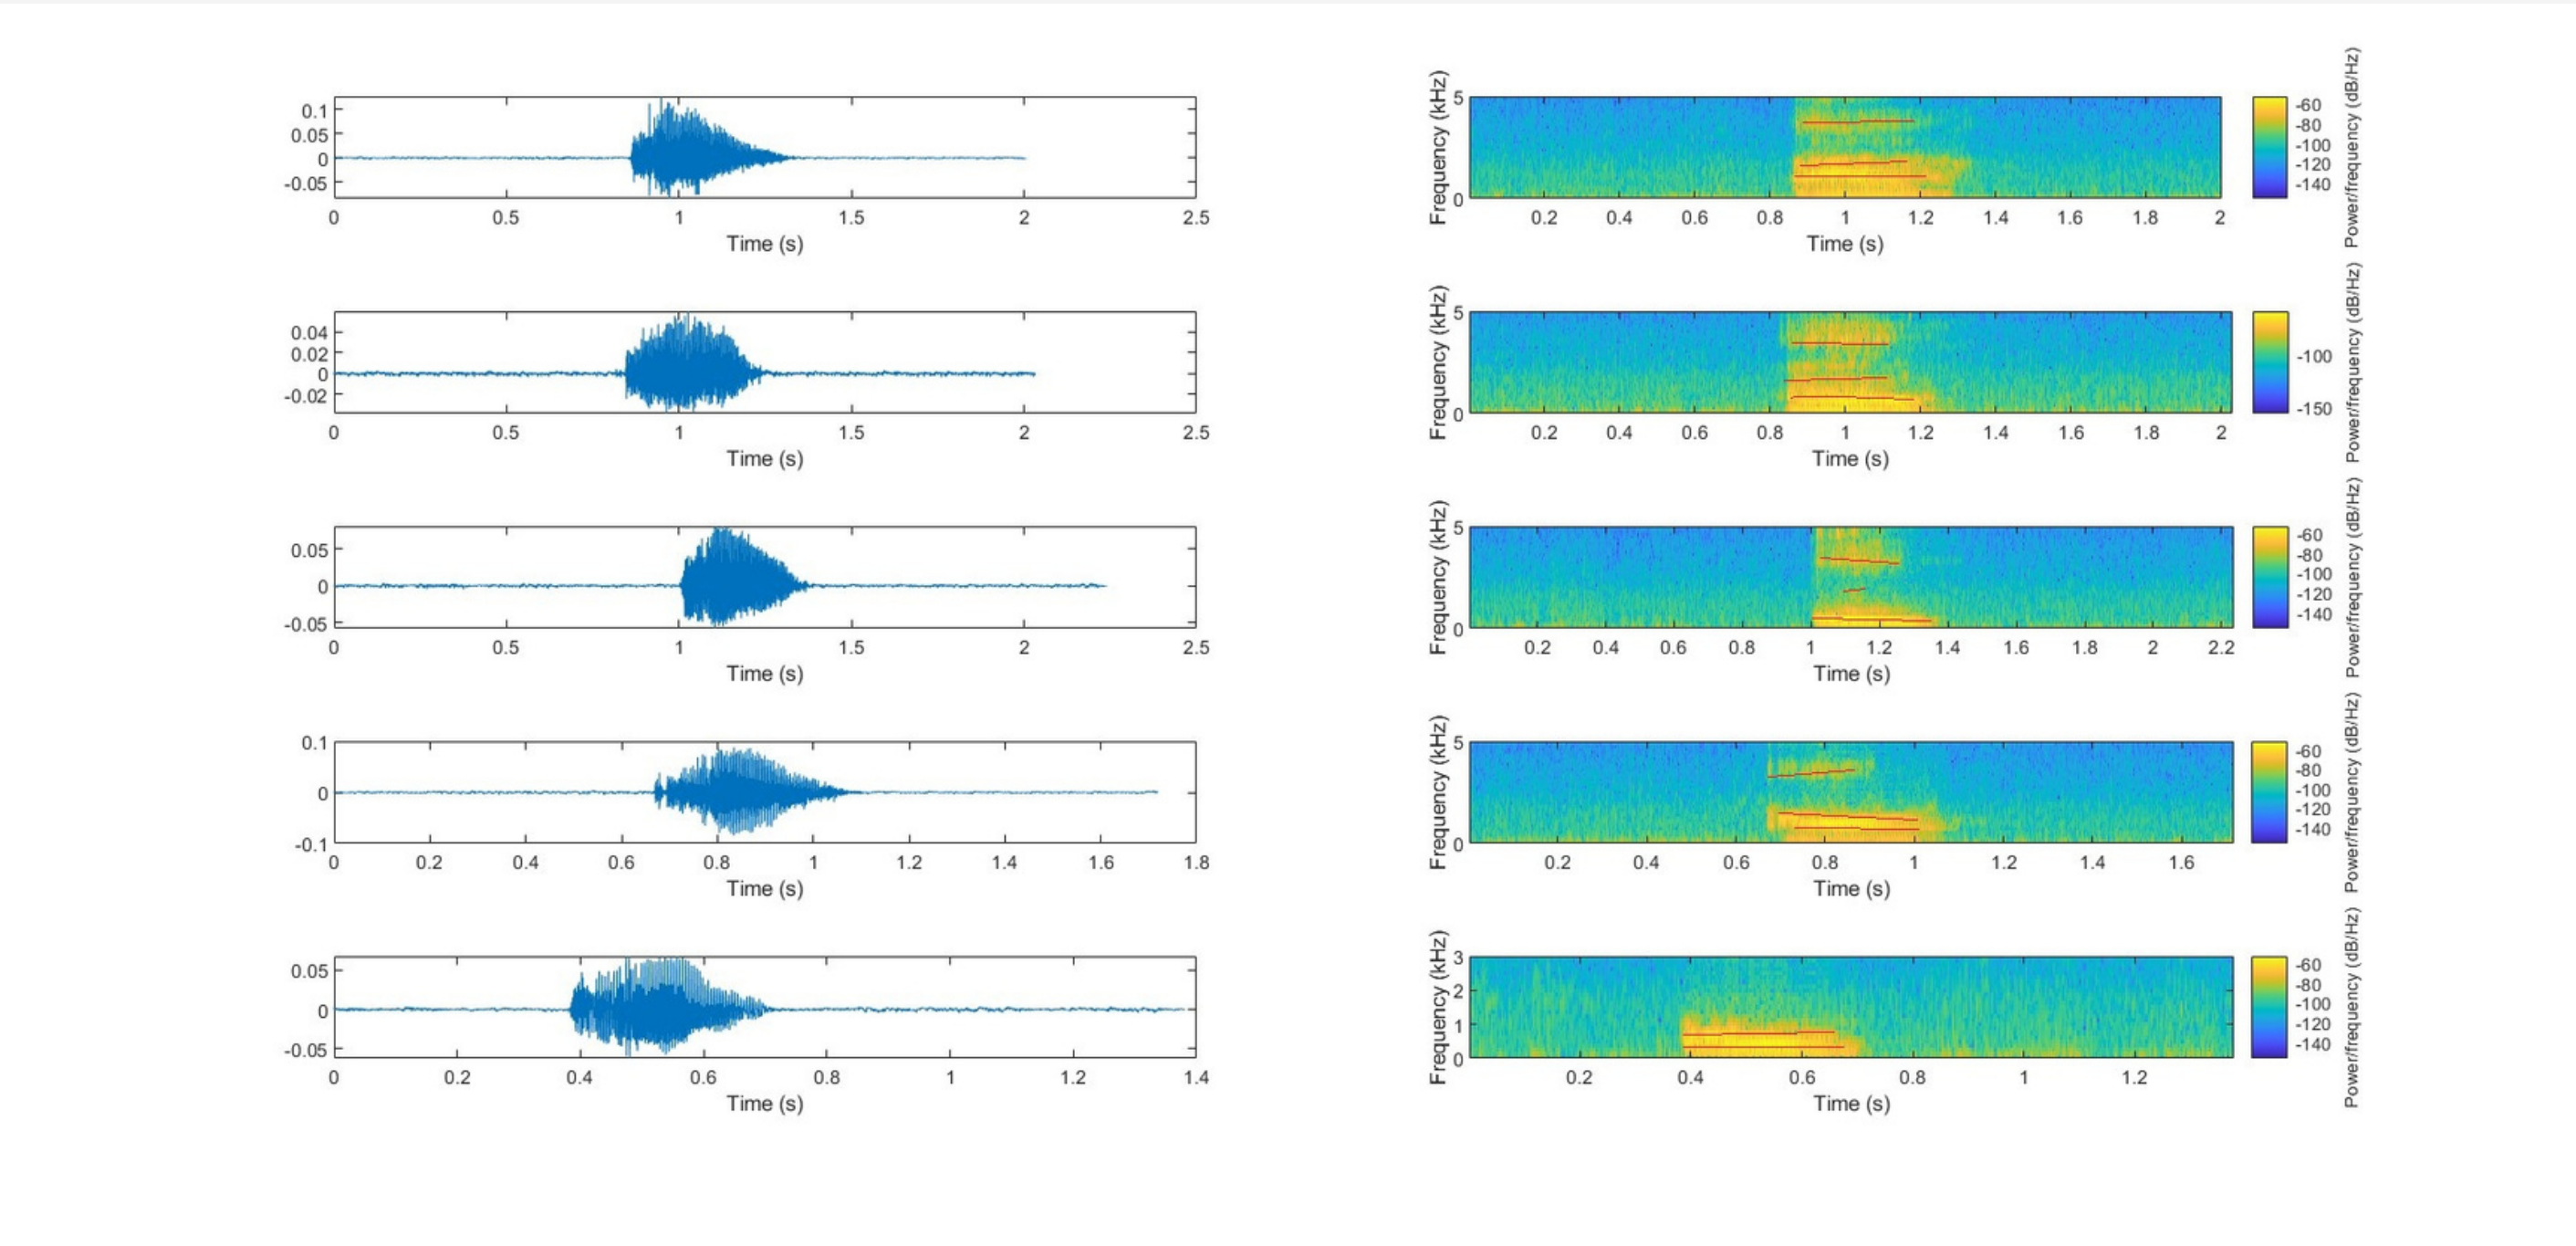 0.1
0.05
0
-0.05
0 0.5 1 1.5 2 2.5
Time (s)
Frequency (kHz)
5
0
0.2 0.4 0.6 0.8 1 1.2 1.4 1.6 1.8 2
Time (s)
-60
-80
-100
-120
-140
Power/frequency (dB/Hz)
0.04
0.02
0
-0.02
0 0.5 1 1.5 2 2.5
Time (s)
Frequency (kHz)
5
0
0.2 0.4 0.6 0.8 1 1.2 1.4 1.6 1.8 2
Time (s)
-100
-150
Power/frequency (dB/Hz)
0.05
0
-0.05
0 0.5 1 1.5 2 2.5
Time (s)
Frequency (kHz)
5
0
0.2 0.4 0.6 0.8 1 1.2 1.4 1.6 1.8 2 2.2
Time (s)
-60
-80
-100
-120
-140
Power/frequency (dB/Hz)
0.1
0
-0.1
0 0.2 0.4 0.6 0.8 1 1.2 1.4 1.6 1.8
Time (s)
Frequency (kHz)
5
0
0.2 0.4 0.6 0.8 1 1.2 1.4 1.6
Time (s)
-60
-80
-100
-120
-140
Power/frequency (dB/Hz)
0.05
0
-0.05
0 0.2 0.4 0.6 0.8 1 1.2 1.4
Time (s)
Frequency (kHz)
3
2
1
0
0.2 0.4 0.6 0.8 1 1.2
Time (s)
-60
-80
-100
-120
-140
Power/frequency (dB/Hz)